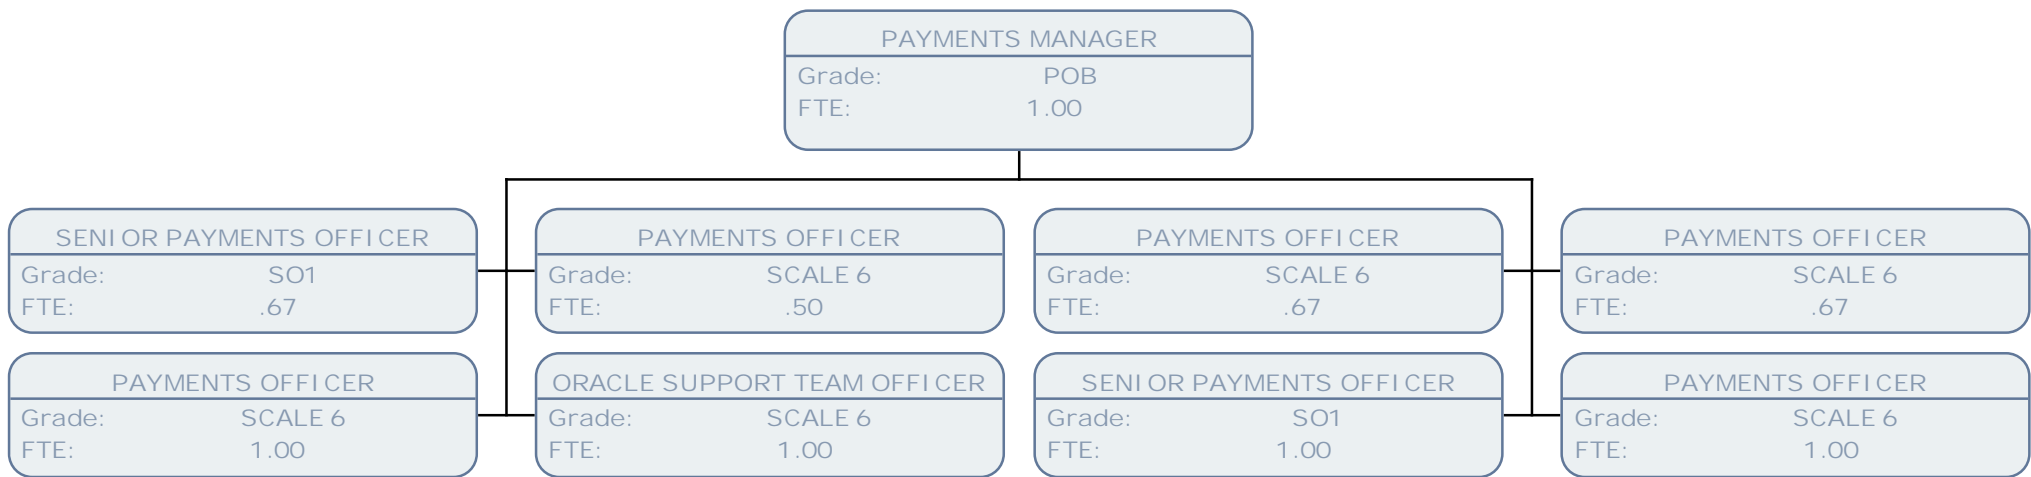 PAYMENTS MANAGER
Grade: POB
FTE: 1.00
SENIOR PAYMENTS OFFICER
Grade: SO1
FTE: .67
PAYMENTS OFFICER
Grade: SCALE 6
FTE: .50
PAYMENTS OFFICER
Grade: SCALE 6
FTE: .67
PAYMENTS OFFICER
Grade: SCALE 6
FTE: .67
PAYMENTS OFFICER
Grade: SCALE 6
FTE: 1.00
ORACLE SUPPORT TEAM OFFICER
Grade: SCALE 6
FTE: 1.00
SENIOR PAYMENTS OFFICER
Grade: SO1
FTE: 1.00
PAYMENTS OFFICER
Grade: SCALE 6
FTE: 1.00